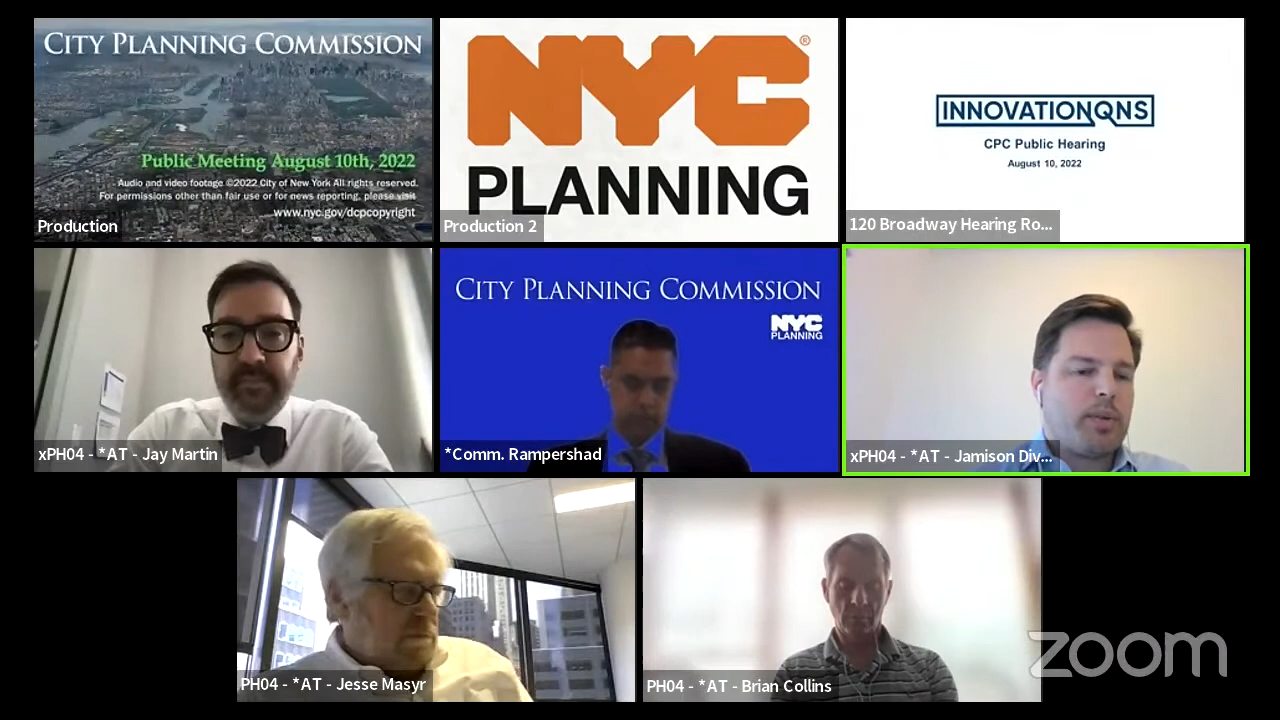 CITY PLANNING COMMISSION
Public Meeting August 10th, 2022
Audio and video footage ©2022 City of New York All rights reserved.
For permissions other than fair use or for news reporting, please visit
www.nyc.gov/dcpcopyright
Production
NYC®
PLANNING
Production 2
INNOVATIONQNS
CPC Public Hearing
August 10, 2022
120 Broadway Hearing Ro...
xPH04 - *AT - Jay Martin
CITY PLANNING COMMISSION
NYC
PLANNING
*Comm. Rampershad
xPH04 - *AT - Jamison Div...
PH04 - *AT - Jesse Masyr
PH04 - *AT - Brian Collins
zoom